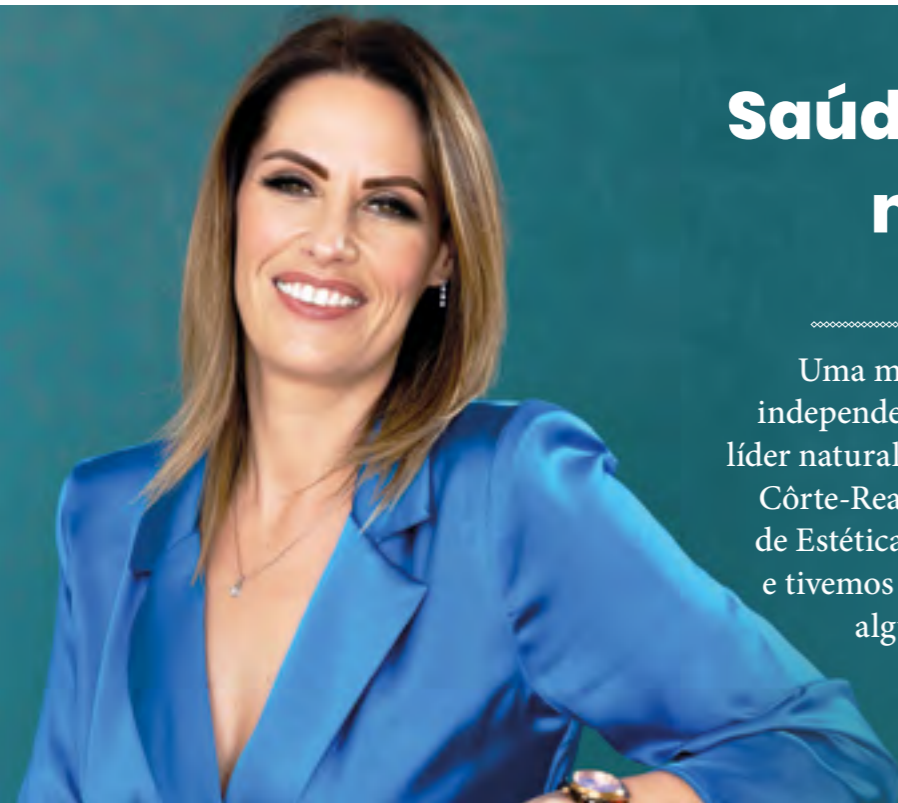 Saúd
r
Uma m
independe
líder natural
Côrte-Rea
de Estética
e tivemos
alg